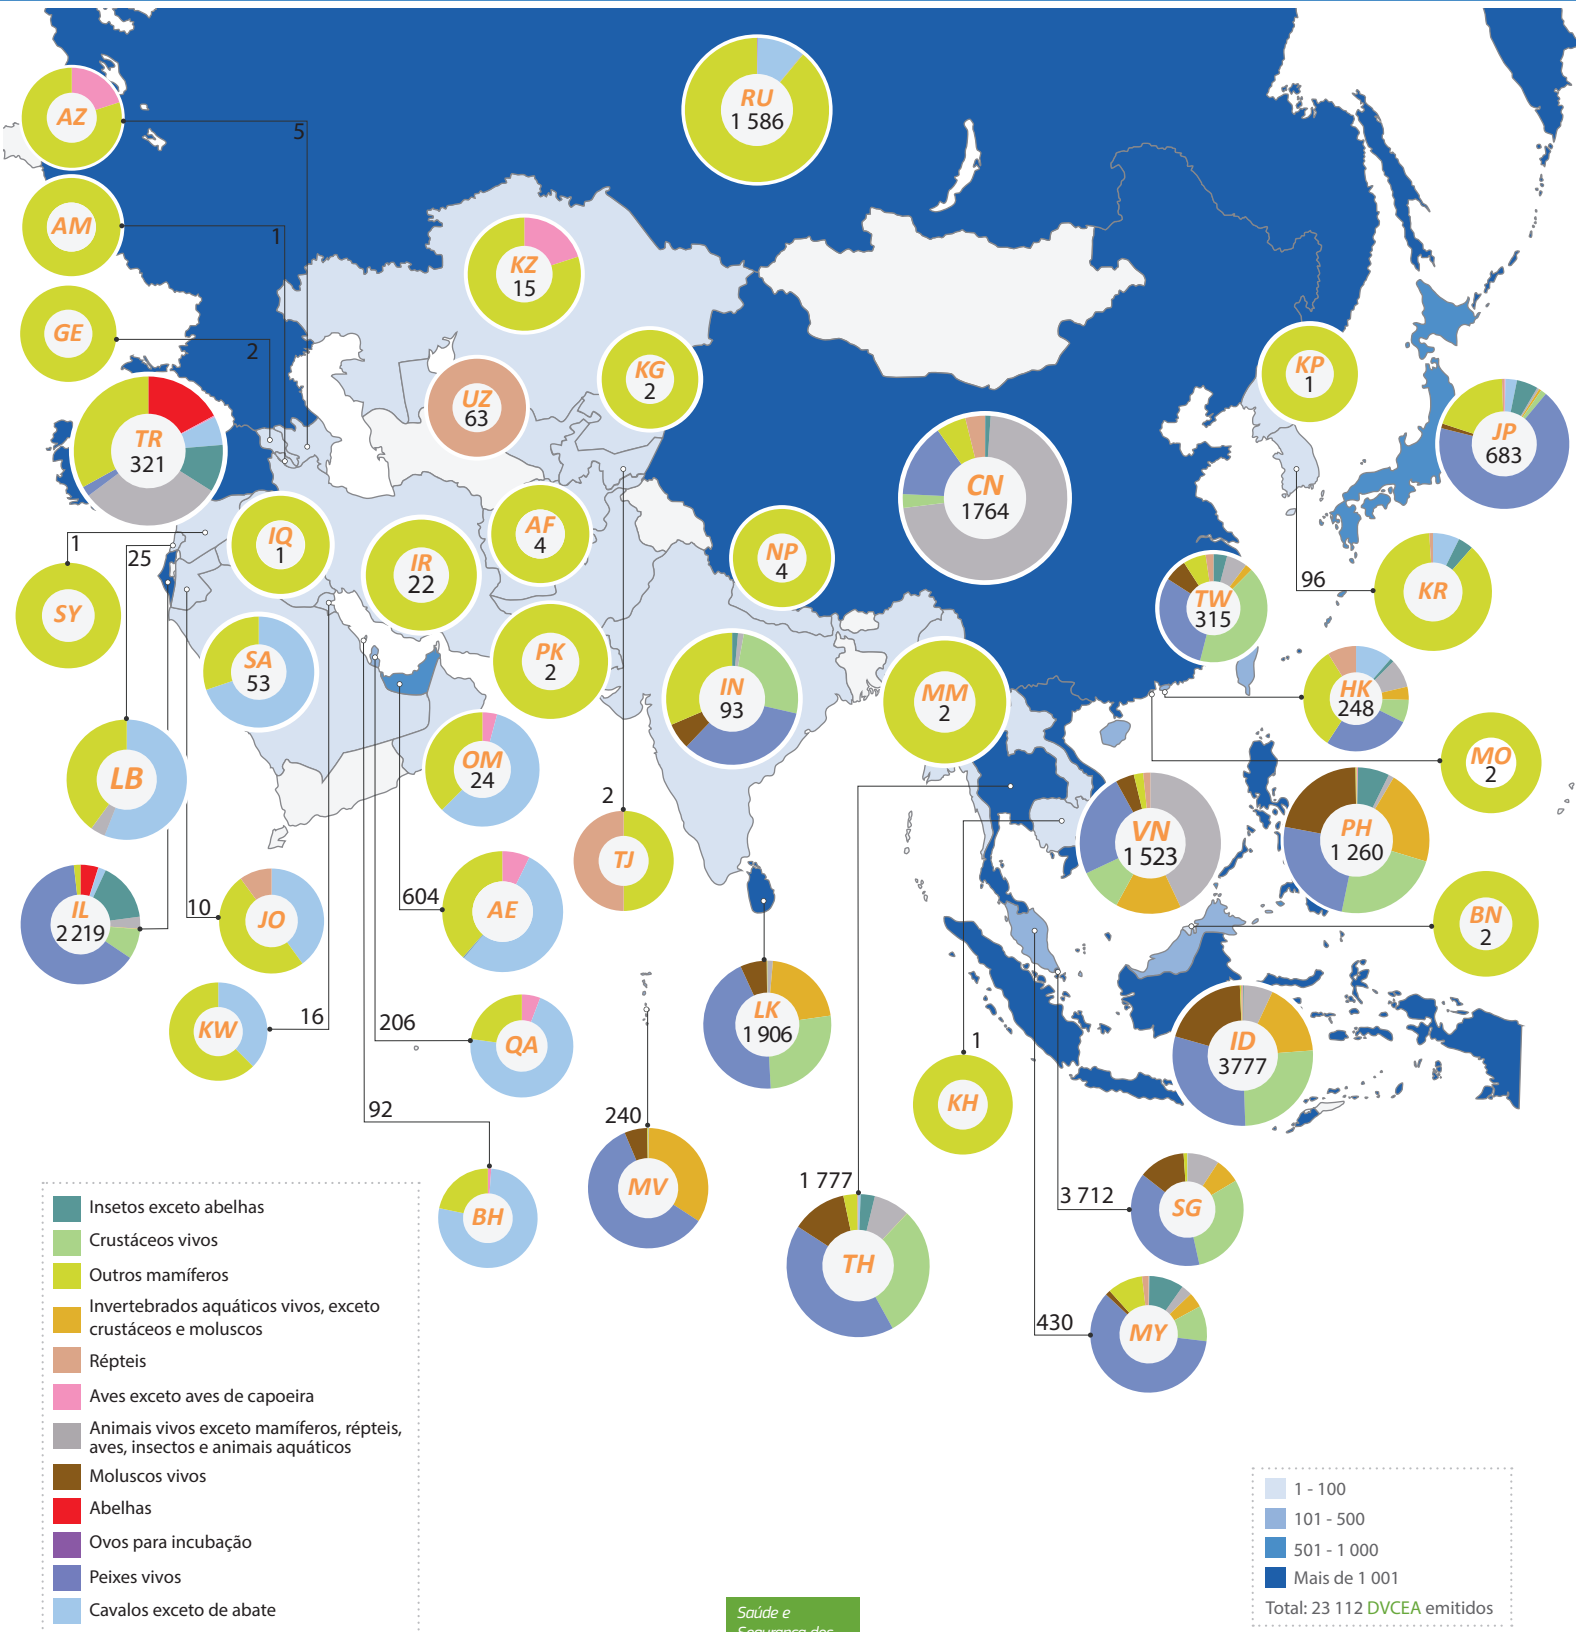 AZ
5
RU
1 586
AM
1
KZ
15
GE
2
KG
2
KP
1
UZ
63
TR
321
JP
683
CN
1764
IQ
1
AF
4
IR
22
NP
4
1
25
SY
96
KR
TW
315
SA
53
PK
2
IN
93
MM
2
HK
248
MO
2
LB
OM
24
2
TJ
VN
1 523
PH
1 260
IL
2 219
10
JO
604
AE
BN
2
KW
16
206
QA
LK
1 906
1
KH
ID
3777
92
BH
240
MV
1 777
TH
3 712
SG
430
MY
Insetos exceto abelhas
Crustáceos vivos
Outros mamíferos
Invertebrados aquáticos vivos, exceto
crustáceos e moluscos
Répteis
Aves exceto aves de capoeira
Animais vivos exceto mamíferos, répteis,
aves, insectos e animais aquáticos
Moluscos vivos
Abelhas
Ovos para incubação
Peixes vivos
Cavalos exceto de abate
1 - 100
101 - 500
501 - 1 000
Mais de 1 001
Total: 23 112 DVCEA emitidos
Saúde e
Segurança dos